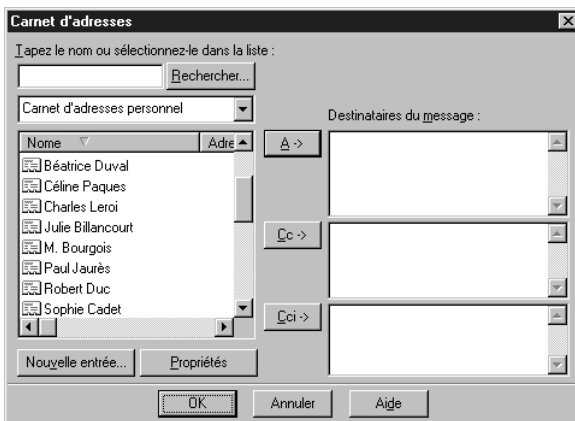 Carnet d'adresses
Tapez le nom ou sélectionnez-le dans la liste :
Rechercher...
Carnet d'adresses personnel
Destinataires du message :
Nome
Adre
A ->
Béatrice Duval
Céline Paques
Charles Leroi
Julie Billancourt
M. Bourgois
Paul Jaurès
Robert Duc
Sophie Cadet
Cc ->
Cci ->
Nouvelle entrée...
Propriétés
OK
Annuler
Aide